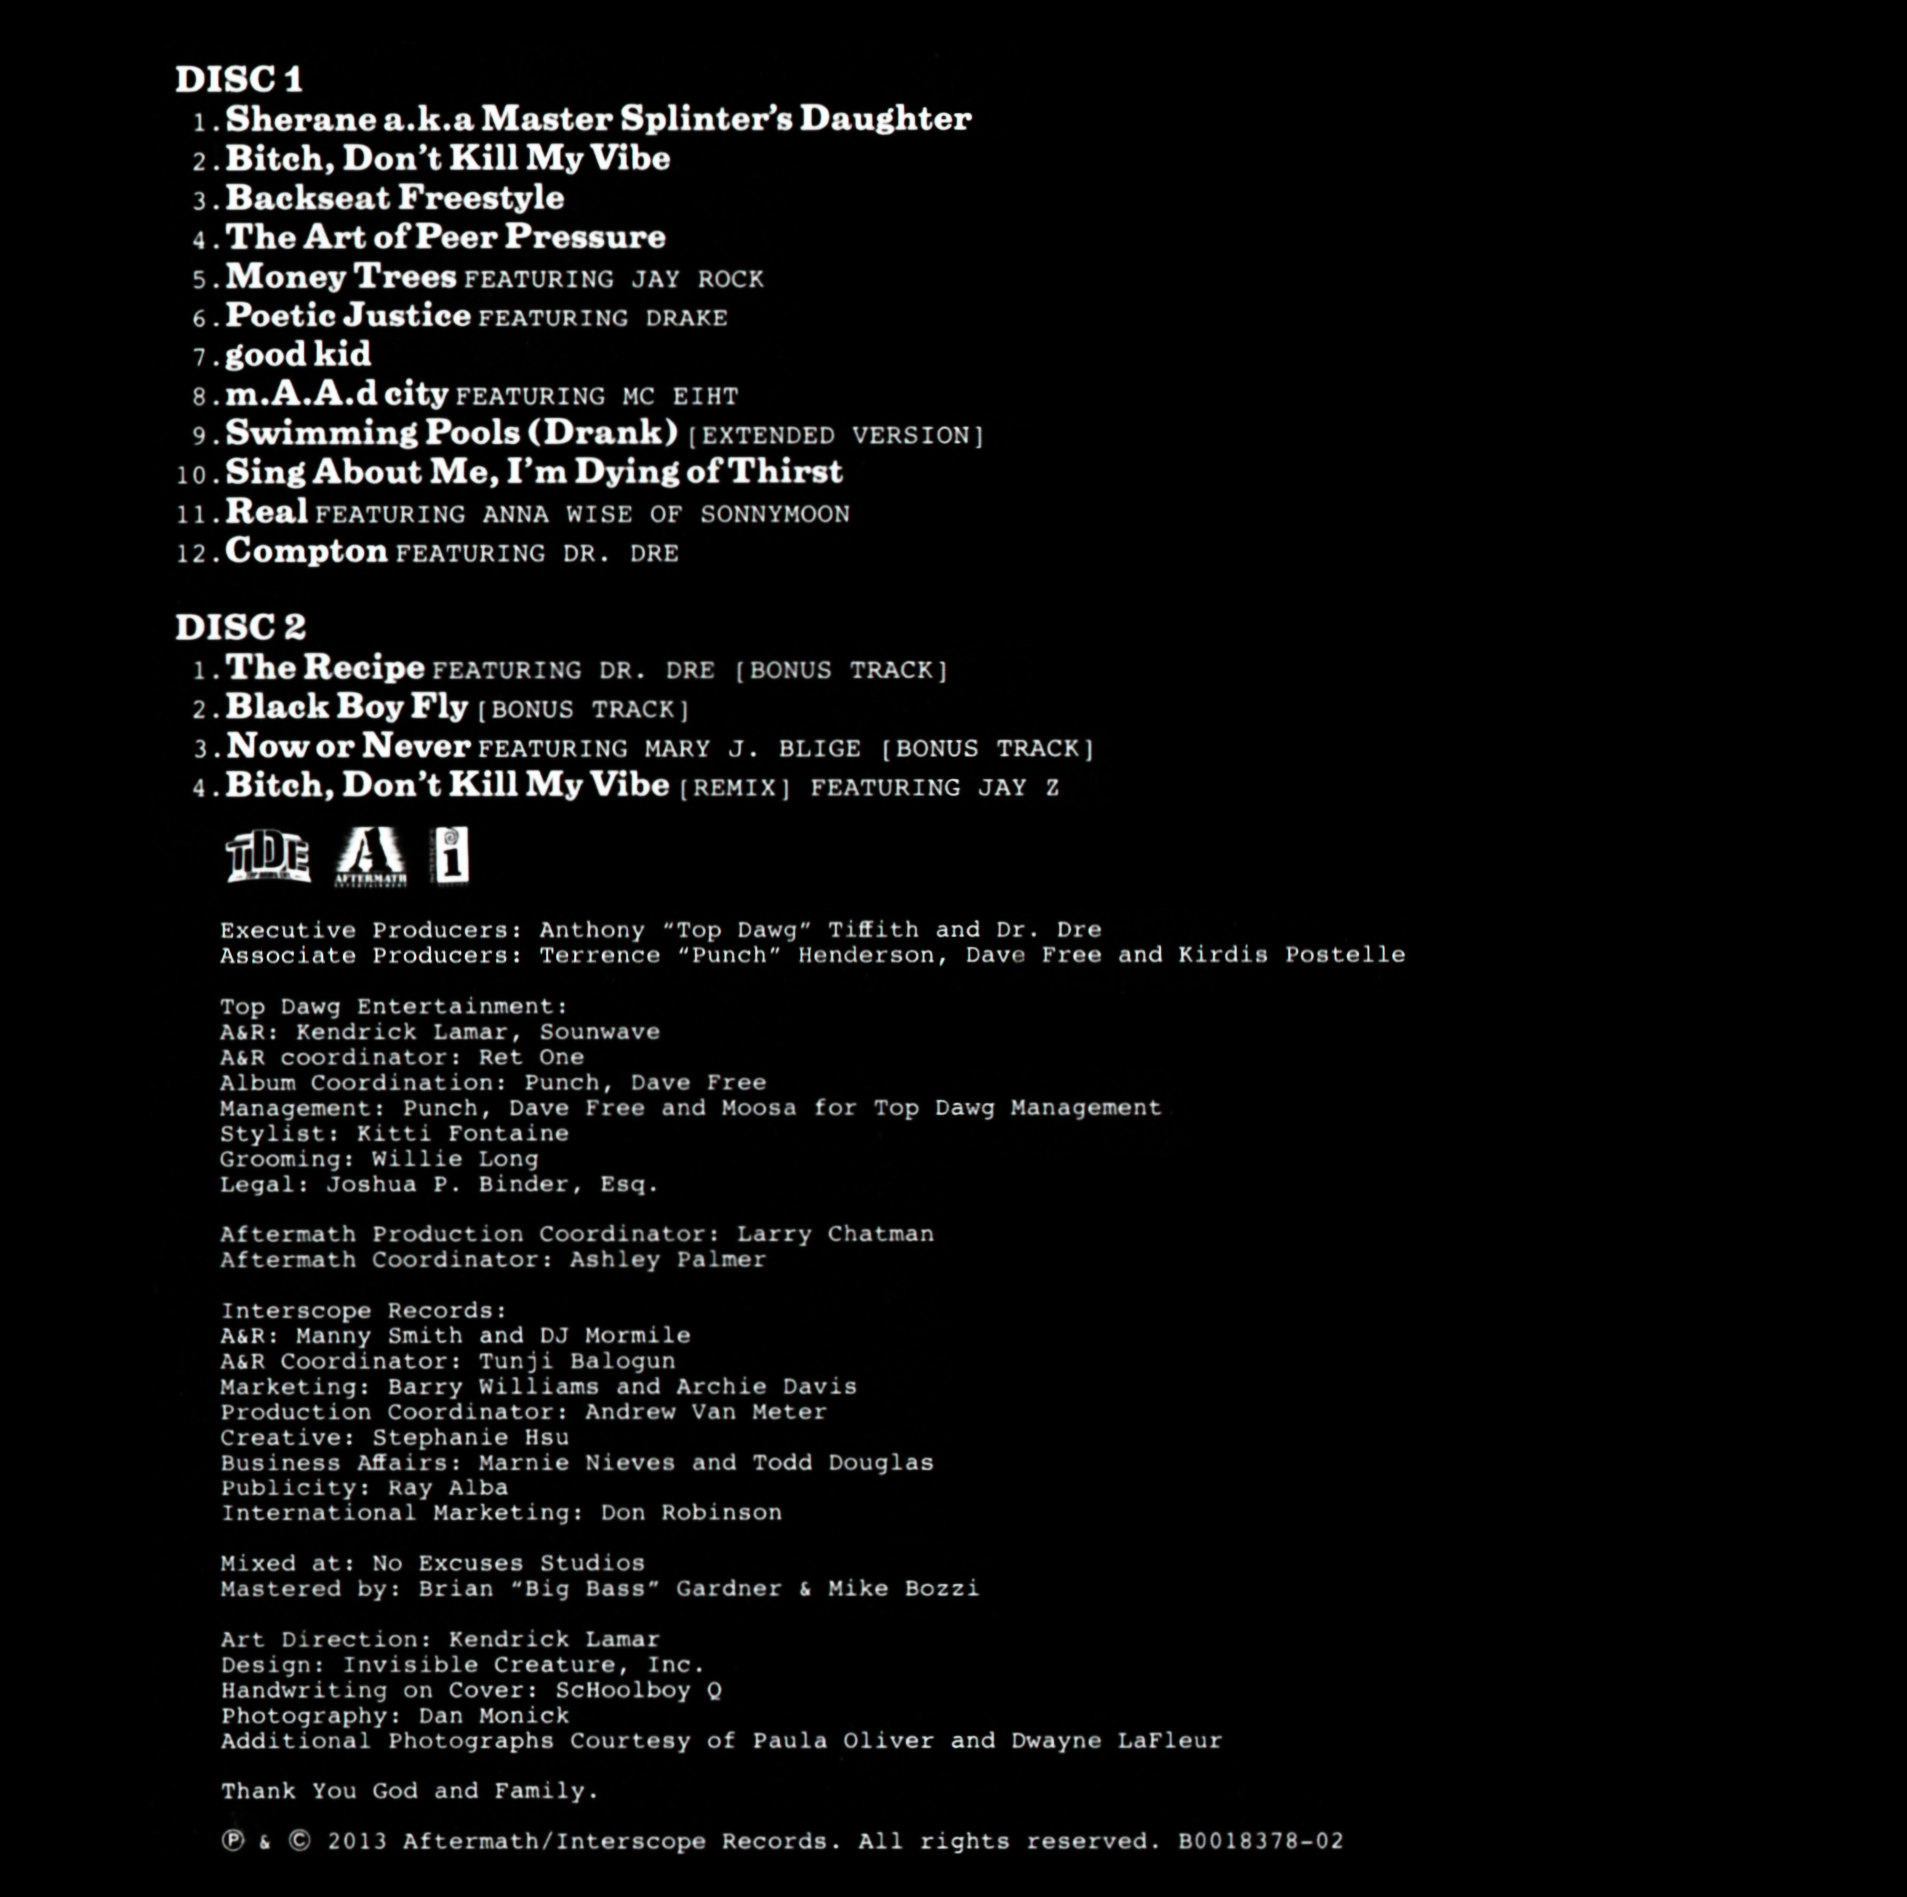 DISC 1
1. Sherane a.k.a Master Splinter's Daughter
2. Bitch, Don't Kill My Vibe
3. Backseat Freestyle
4. The Art of Peer Pressure
5. Money Trees FEATURING JAY ROCK
6. Poetic Justice FEATURING DRAKE
7. good kid
8. m.A.A.d city FEATURING MC EIHT
9. Swimming Pools (Drank) [EXTENDED VERSION]
10. Sing About Me, I'm Dying of Thirst
11. Real FEATURING ANNA WISE OF SONNYMOON
12. Compton FEATURING DR. DRE
DISC 2
1. The Recipe FEATURING DR. DRE [BONUS TRACK]
2. Black Boy Fly [BONUS TRACK]
3. Now or Never FEATURING MARY J. BLIGE [BONUS TRACK]
4. Bitch, Don't Kill My Vibe [REMIX] FEATURING JAY Z
TDE A i
AFTERMATH
Executive Producers: Anthony "Top Dawg" Tiffith and Dr. Dre
Associate Producers: Terrence "Punch" Henderson, Dave Free and Kirdis Postelle
Top Dawg Entertainment:
A&R: Kendrick Lamar, Sounwave
A&R coordinator: Ret One
Album Coordination: Punch, Dave Free
Management: Punch, Dave Free and Moosa for Top Dawg Management
Stylist: Kitti Fontaine
Grooming: Willie Long
Legal: Joshua P. Binder, Esq.
Aftermath Production Coordinator: Larry Chatman
Aftermath Coordinator: Ashley Palmer
Interscope Records:
A&R: Manny Smith and DJ Mormile
A&R Coordinator: Tunji Balogun
Marketing: Barry Williams and Archie Davis
Production Coordinator: Andrew Van Meter
Creative: Stephanie Hsu
Business Affairs: Marnie Nieves and Todd Douglas
Publicity: Ray Alba
International Marketing: Don Robinson
Mixed at: No Excuses Studios
Mastered by: Brian "Big Bass" Gardner & Mike Bozzi
Art Direction: Kendrick Lamar
Design: Invisible Creature, Inc.
Handwriting on Cover: ScHoolboy Q
Photography: Dan Monick
Additional Photographs Courtesy of Paula Oliver and Dwayne LaFleur
Thank You God and Family.
℗ & © 2013 Aftermath/Interscope Records. All rights reserved. B0018378-02